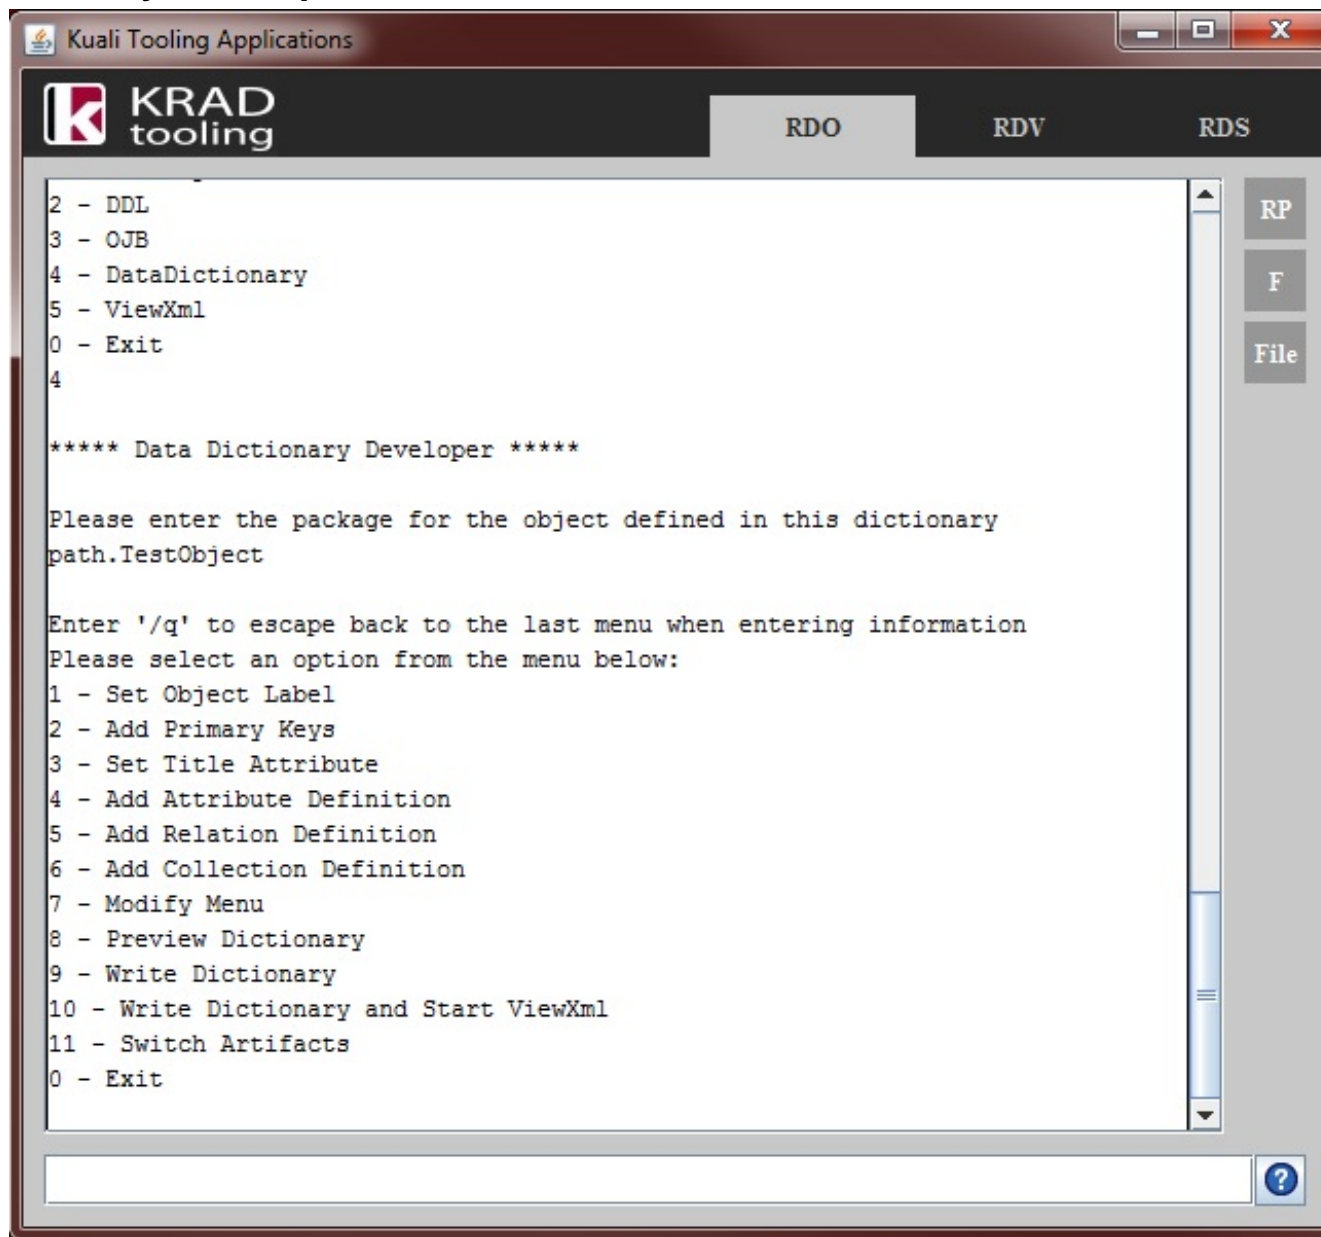 Kuali Tooling Applications
KRAD
tooling
RDO
RDV
RDS
2 - DDL
3 - OJB
4 - DataDictionary
5 - ViewXml
0 - Exit
4
***** Data Dictionary Developer *****
Please enter the package for the object defined in this dictionary
path.TestObject
Enter '/q' to escape back to the last menu when entering information
Please select an option from the menu below:
1 - Set Object Label
2 - Add Primary Keys
3 - Set Title Attribute
4 - Add Attribute Definition
5 - Add Relation Definition
6 - Add Collection Definition
7 - Modify Menu
8 - Preview Dictionary
9 - Write Dictionary
10 - Write Dictionary and Start ViewXml
11 - Switch Artifacts
0 - Exit
RP
F
File